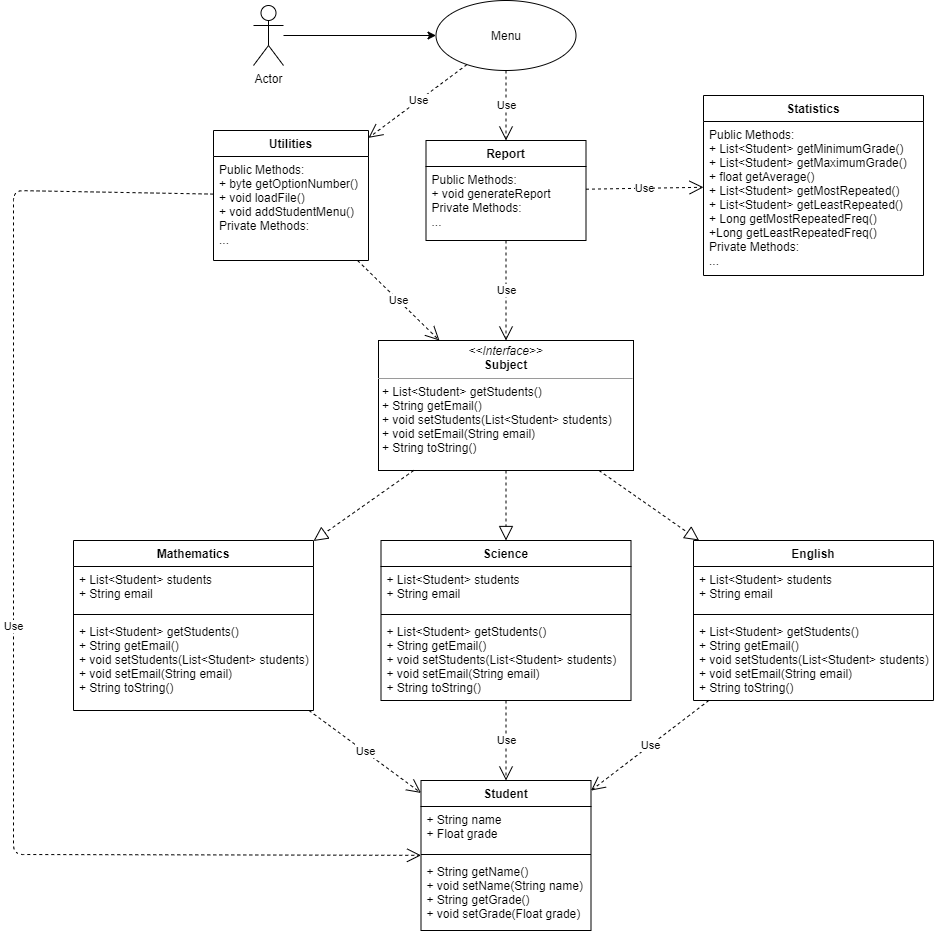 Menu
Actor
Use
Use
Utilities
Public Methods:
+ byte getOptionNumber()
+ void loadFile()
+ void addStudentMenu()
Private Methods:
...
Report
Public Methods:
+ void generateReport
Private Methods:
...
Use
Statistics
Public Methods:
+ List<Student> getMinimumGrade()
+ List<Student> getMaximumGrade()
+ float getAverage()
+ List<Student> getMostRepeated()
+ List<Student> getLeastRepeated()
+ Long getMostRepeatedFreq()
+Long getLeastRepeatedFreq()
Private Methods:
...
Use
Use
<<Interface>>
Subject
+ List<Student> getStudents()
+ String getEmail()
+ void setStudents(List<Student> students)
+ void setEmail(String email)
+ String toString()
Mathematics
+ List<Student> students
+ String email
+ List<Student> getStudents()
+ String getEmail()
+ void setStudents(List<Student> students)
+ void setEmail(String email)
+ String toString()
Science
+ List<Student> students
+ String email
+ List<Student> getStudents()
+ String getEmail()
+ void setStudents(List<Student> students)
+ void setEmail(String email)
+ String toString()
English
+ List<Student> students
+ String email
+ List<Student> getStudents()
+ String getEmail()
+ void setStudents(List<Student> students)
+ void setEmail(String email)
+ String toString()
Use
Use
Use
Use
Student
+ String name
+ Float grade
+ String getName()
+ void setName(String name)
+ String getGrade()
+ void setGrade(Float grade)